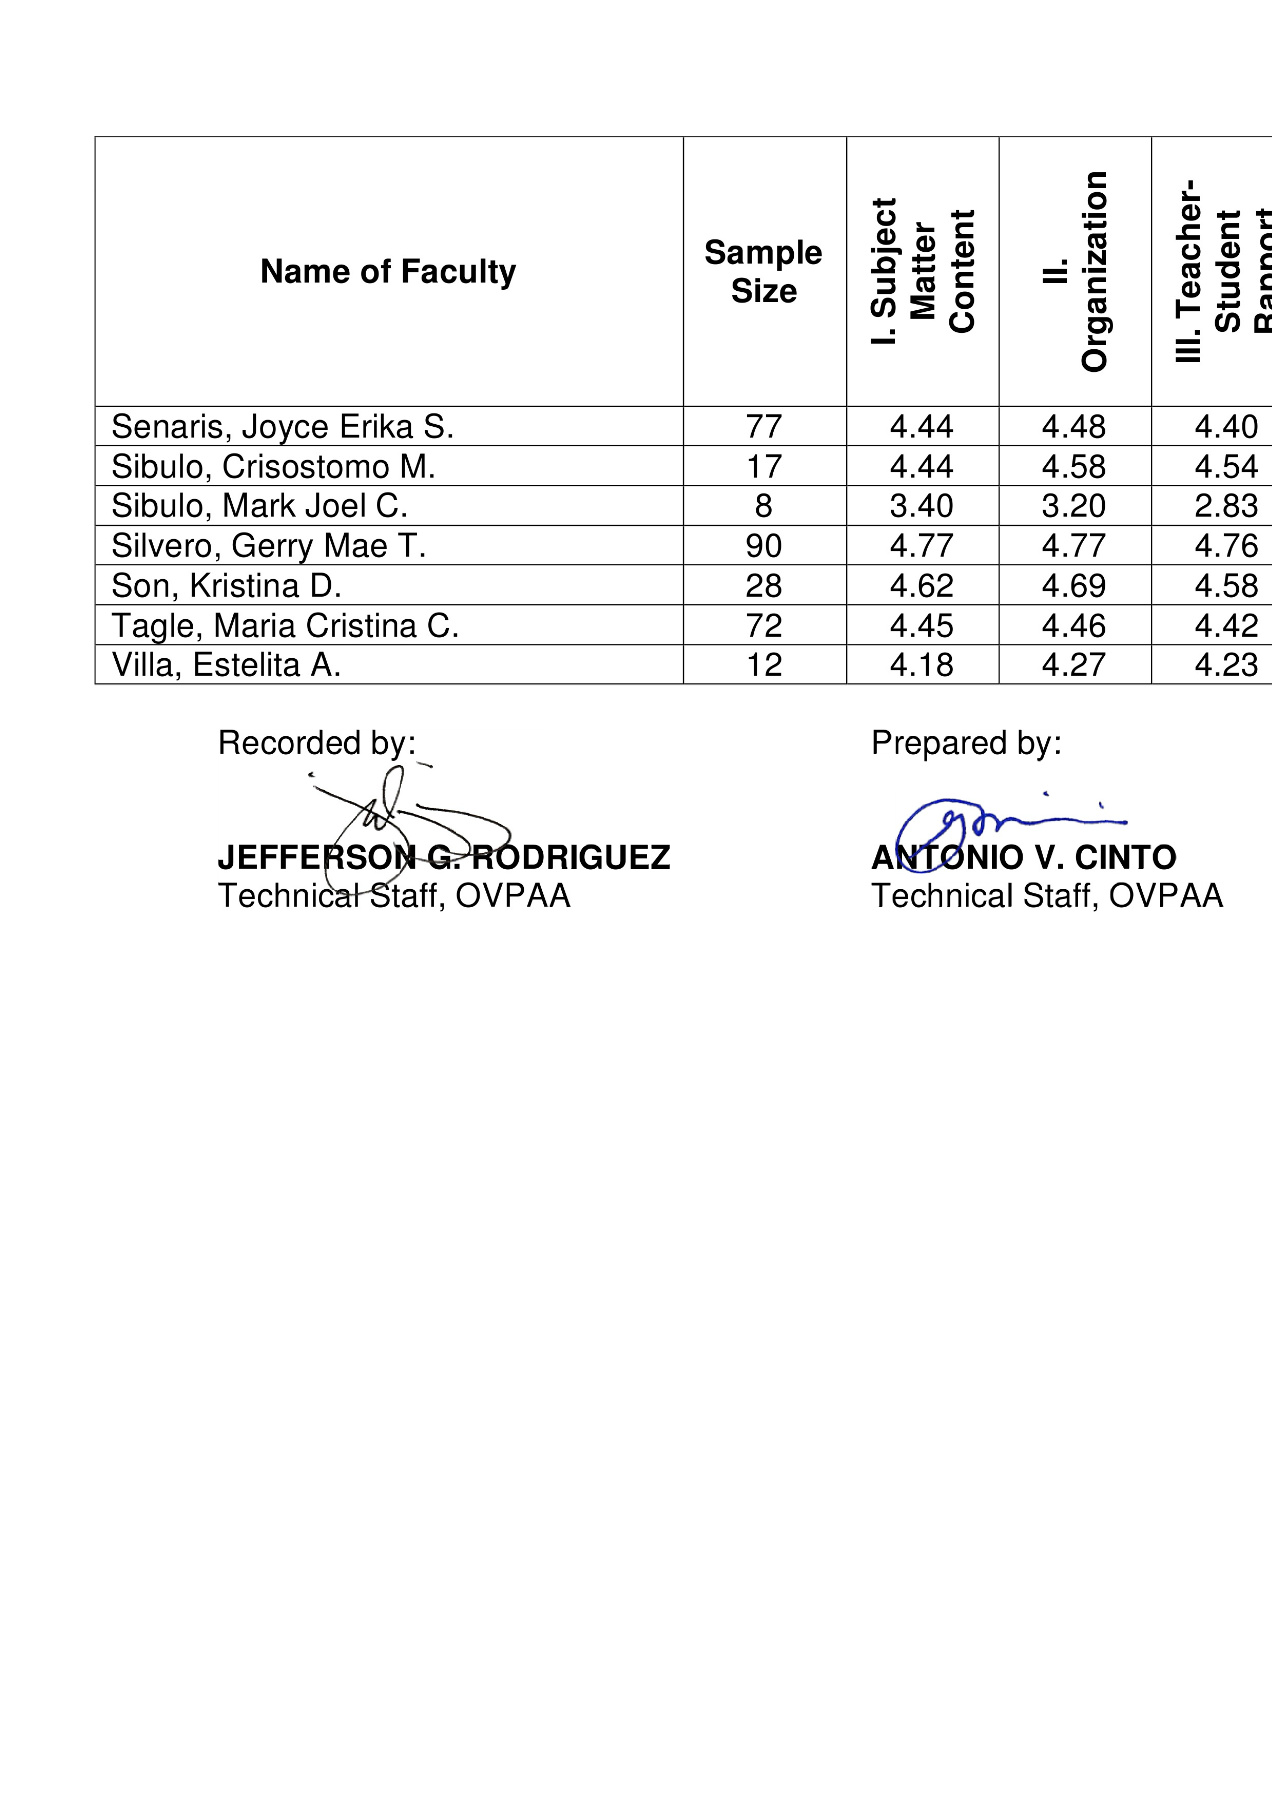 Name of Faculty
Sample
Size
I. Subject
Matter
Content
II.
Organization
III. Teacher-
Student
Rapport
Senaris, Joyce Erika S. 77 4.44 4.48 4.40
Sibulo, Crisostomo M. 17 4.44 4.58 4.54
Sibulo, Mark Joel C. 8 3.40 3.20 2.83
Silvero, Gerry Mae T. 90 4.77 4.77 4.76
Son, Kristina D. 28 4.62 4.69 4.58
Tagle, Maria Cristina C. 72 4.45 4.46 4.42
Villa, Estelita A. 12 4.18 4.27 4.23
Recorded by: Prepared by:
JEFFERSON G. RODRIGUEZ ANTONIO V. CINTO
Technical Staff, OVPAA Technical Staff, OVPAA